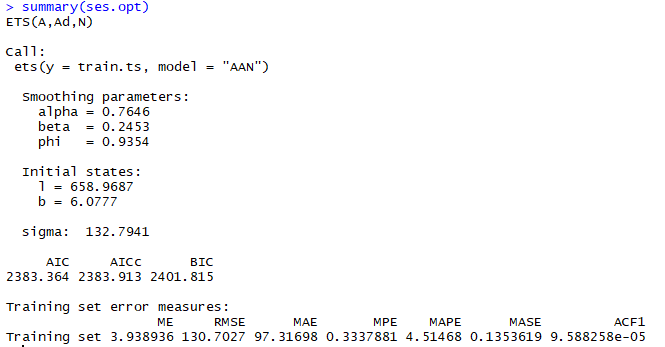 > summary(ses.opt)
ETS(A,Ad,N)
Call:
ets(y = train.ts, model = "AAN")
Smoothing parameters:
alpha = 0.7646
beta = 0.2453
phi = 0.9354
Initial states:
l = 658.9687
b = 6.0777
sigma: 132.7941
AIC AICc BIC
2383.364 2383.913 2401.815
Training set error measures:
ME RMSE MAE MPE MAPE MASE ACF1
Training set 3.938936 130.7027 97.31698 0.3337881 4.51468 0.1353619 9.588258e-05